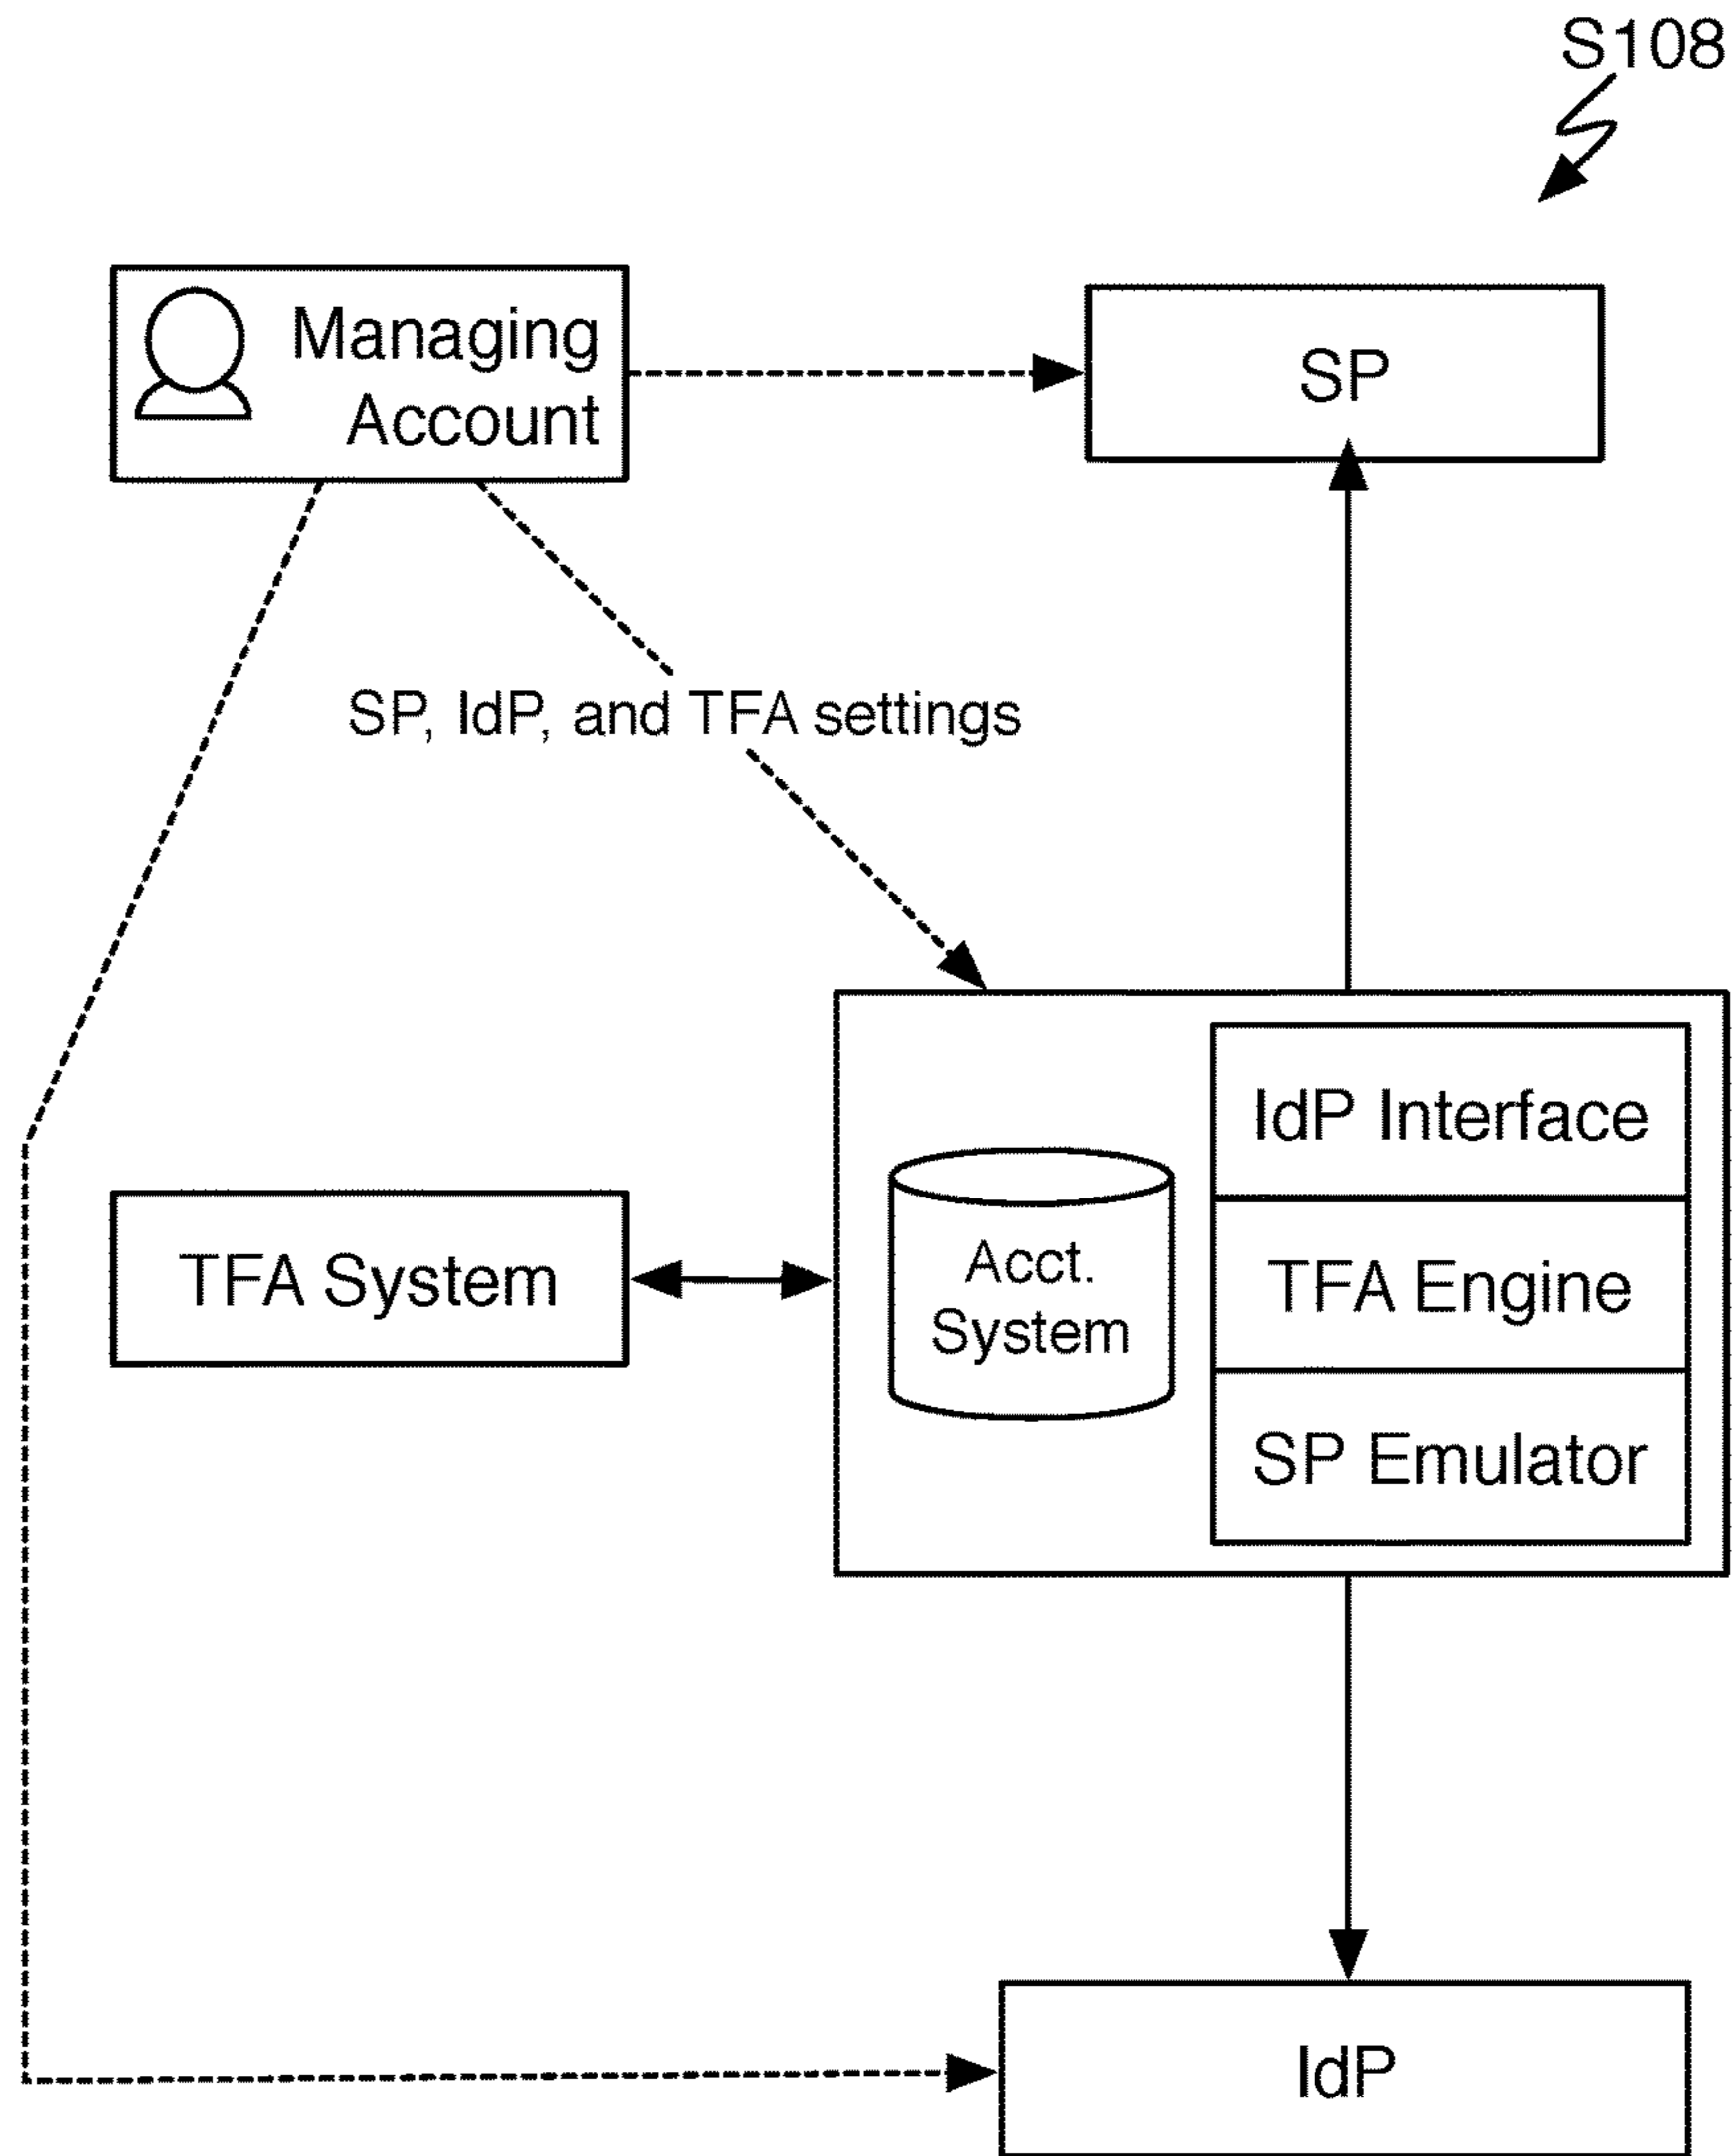 S108
Managing
Account
SP
SP, IdP, and TFA settings
IdP Interface
TFA System
Acct.
System
TFA Engine
SP Emulator
IdP